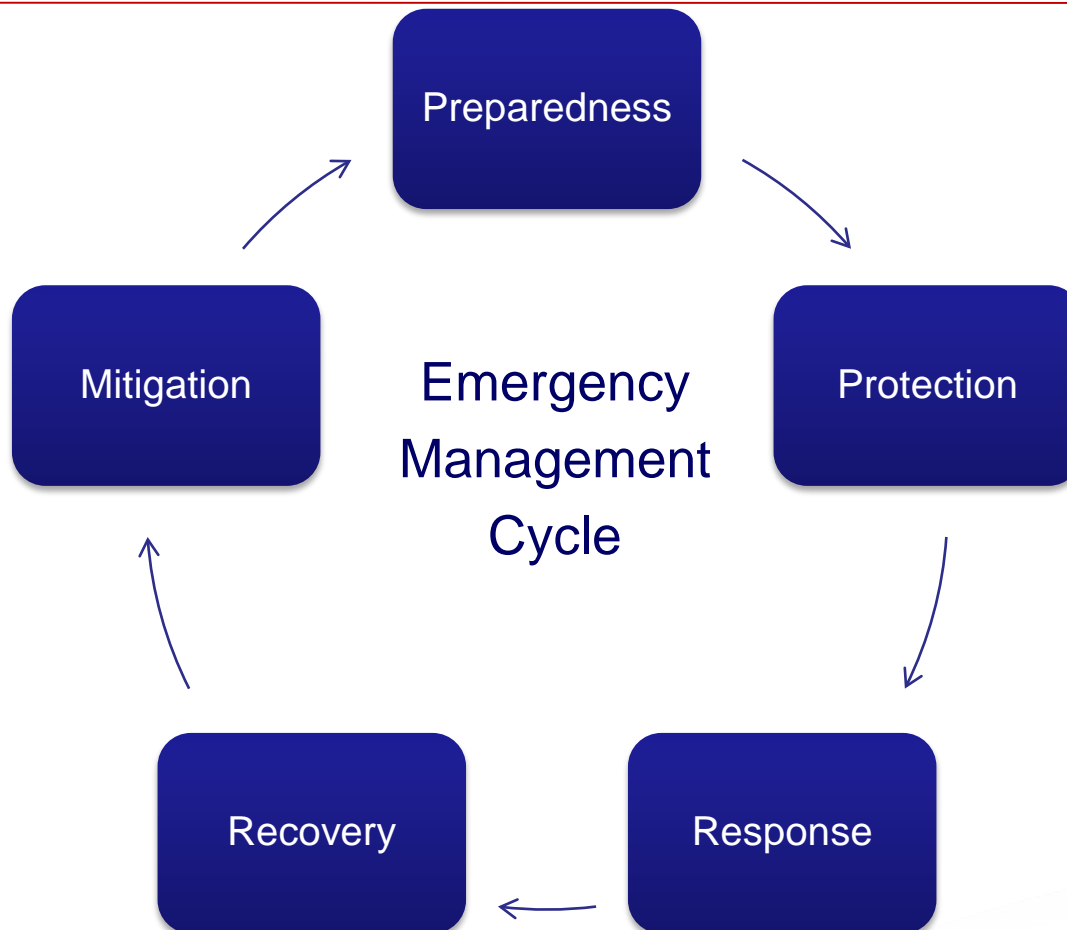 Preparedness
Mitigation
Emergency
Management
Cycle
Protection
Recovery
Response